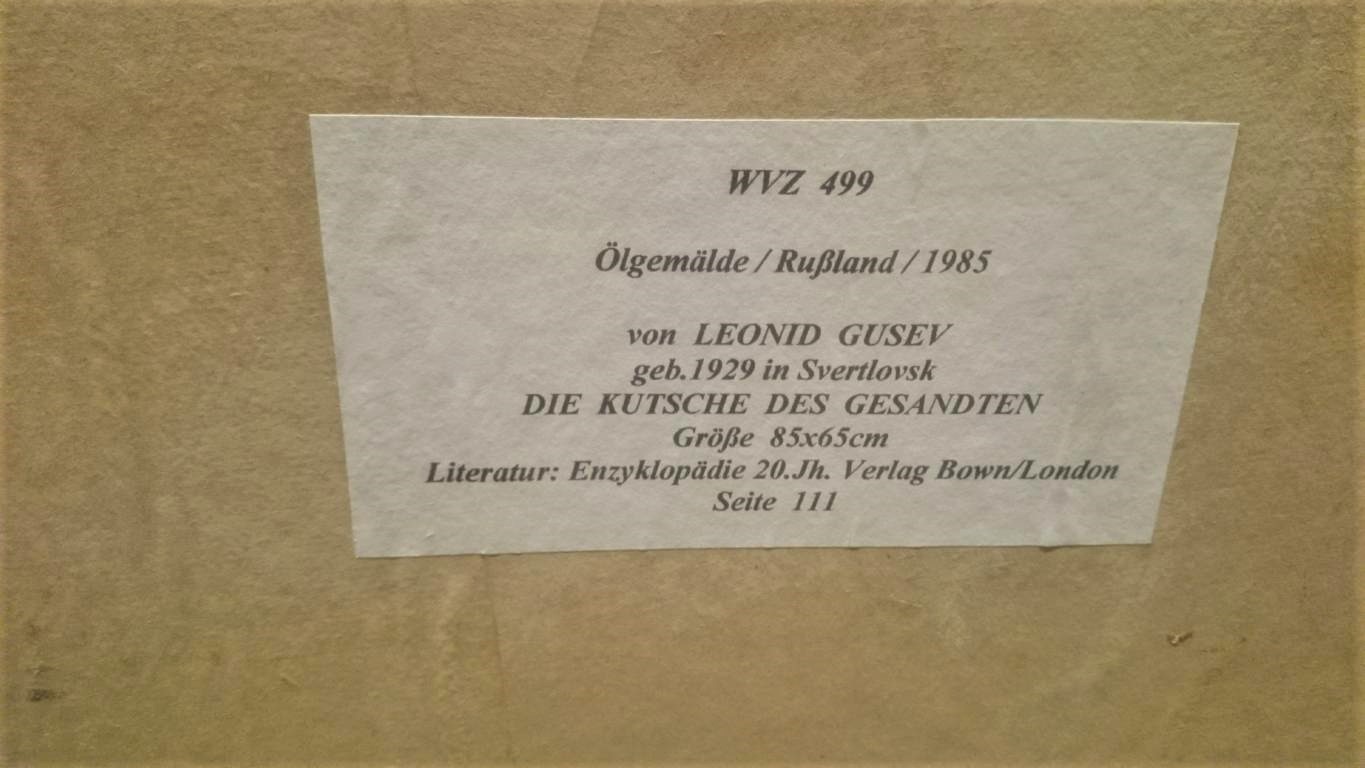 WVZ 499
Ölgemälde / Rußland / 1985
von LEONID GUSEV
geb.1929 in Svertlovsk
DIE KUTSCHE DES GESANDTEN
Größe 85x65cm
Literatur: Enzyklopädie 20.Jh. Verlag Bown/London
Seite 111